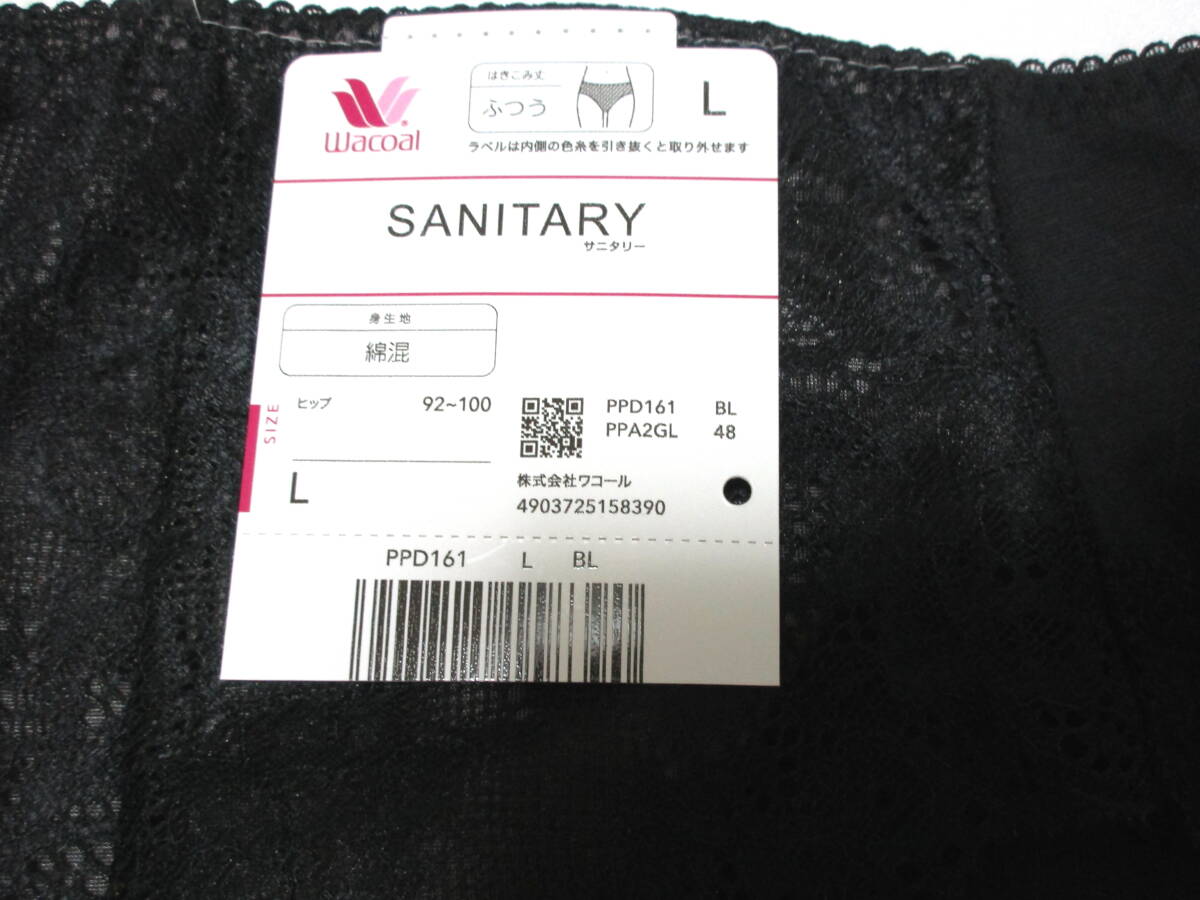 はきこみ丈
ふつう
L
Wacoal
ラベルは内側の色糸を引き抜くと取り外せます
SANITARY
サニタリー
身生地
綿混
SIZE
ヒップ 92~100
L
PPD161 BL
PPA2GL 48
株式会社ワコール
4903725158390
PPD161 L BL